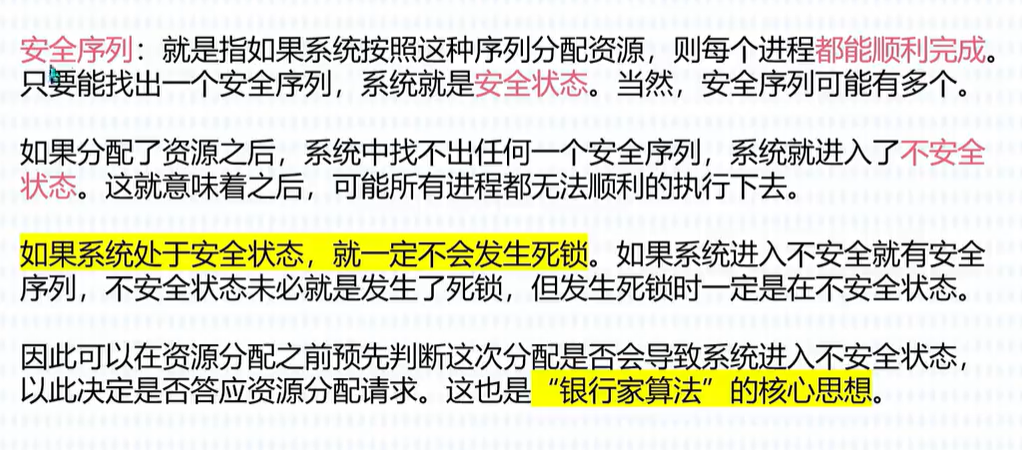 安全序列：就是指如果系统按照这种序列分配资源，则每个进程都能顺利完成。
只要能找出一个安全序列，系统就是安全状态。当然，安全序列可能有多个。
如果分配了资源之后，系统中找不出任何一个安全序列，系统就进入了不安全
状态。这就意味着之后，可能所有进程都无法顺利的执行下去。
如果系统处于安全状态，就一定不会发生死锁。如果系统进入不安全就有安全
序列，不安全状态未必就是发生了死锁，但发生死锁时一定是在不安全状态。
因此可以在资源分配之前预先判断这次分配是否会导致系统进入不安全状态，
以此决定是否答应资源分配请求。这也是“银行家算法”的核心思想。